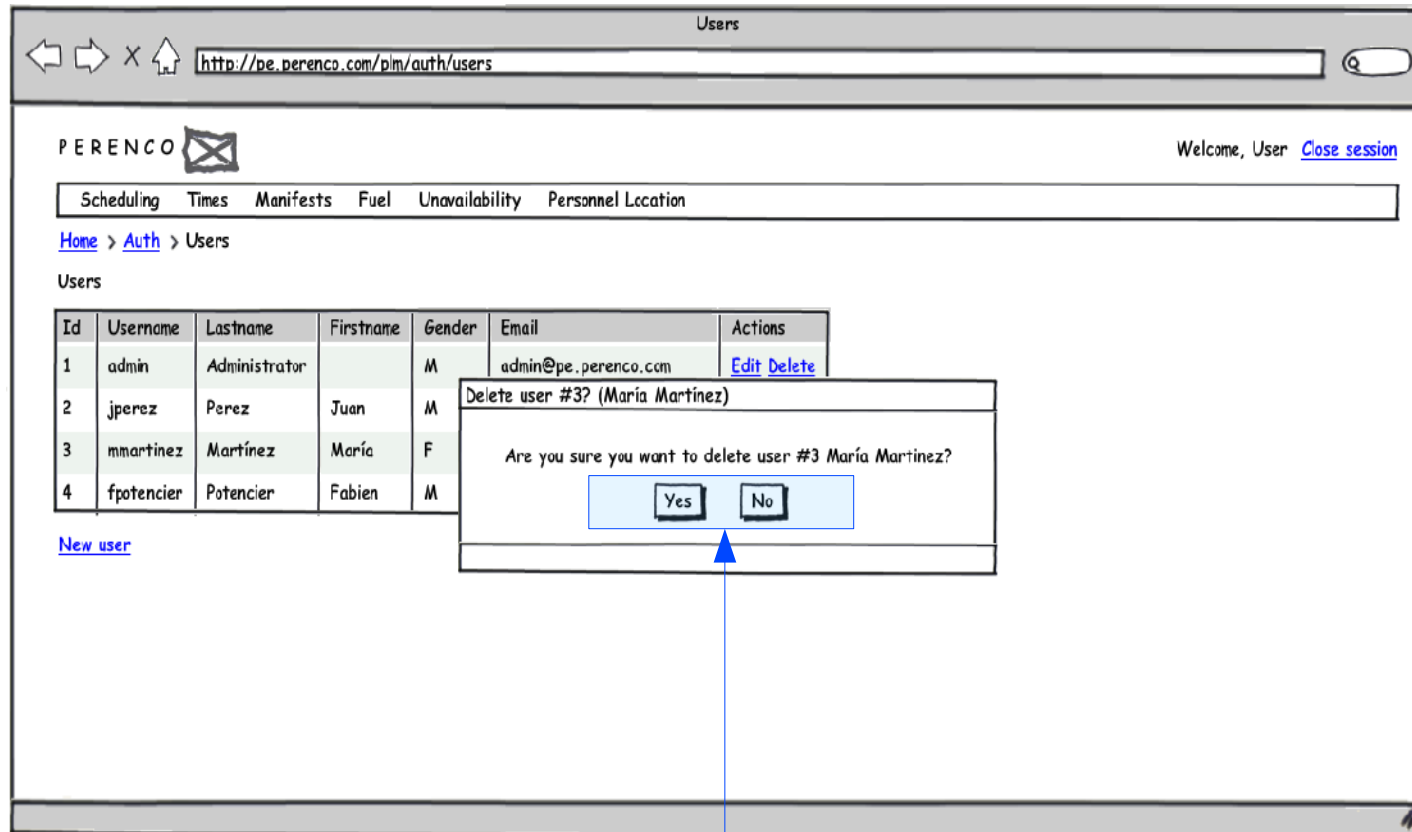 Users
http://pe.perenco.com/plm/auth/users
PERENCO
Welcome, User Close session
Scheduling Times Manifests Fuel Unavailability Personnel Location
Home > Auth > Users
Users
Id Username Lastname Firstname Gender Email Actions
1 admin Administrator M admin@pe.perenco.com Edit Delete
2 jperez Perez Juan M
3 mmartinez Martínez María F
4 fpotencier Potencier Fabien M
Delete user #3? (María Martínez)
Are you sure you want to delete user #3 María Martinez?
Yes No
New user